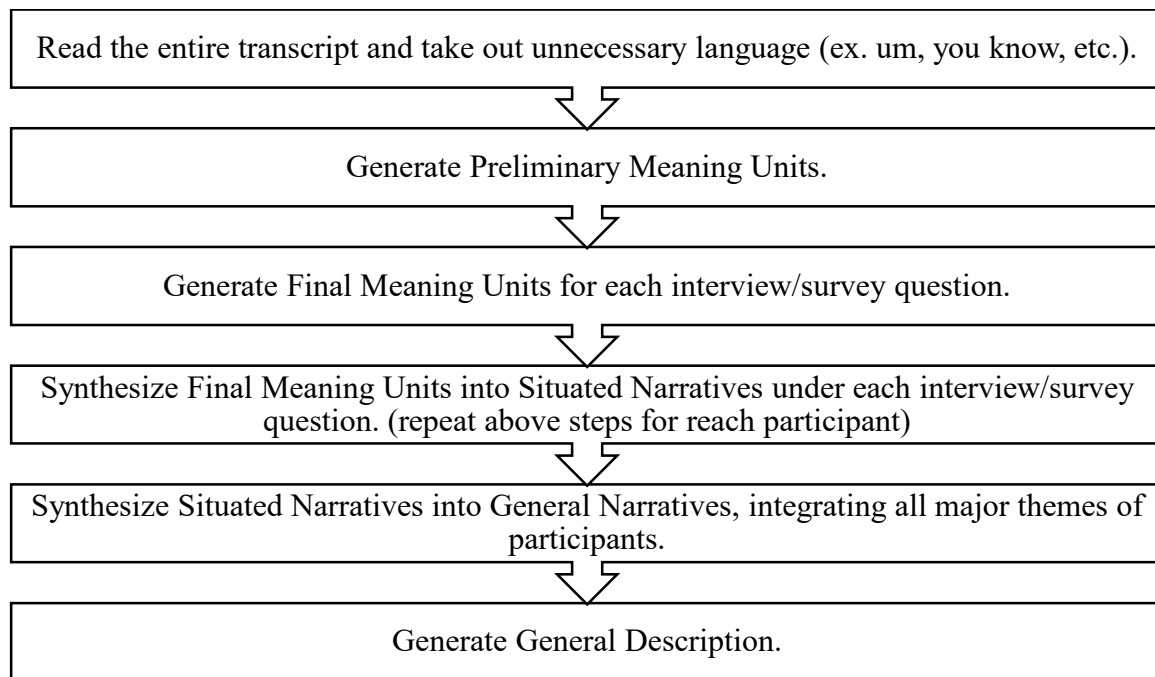 Read the entire transcript and take out unnecessary language (ex. um, you know, etc.).
Generate Preliminary Meaning Units.
Generate Final Meaning Units for each interview/survey question.
Synthesize Final Meaning Units into Situated Narratives under each interview/survey
question. (repeat above steps for reach participant)
Synthesize Situated Narratives into General Narratives, integrating all major themes of
participants.
Generate General Description.